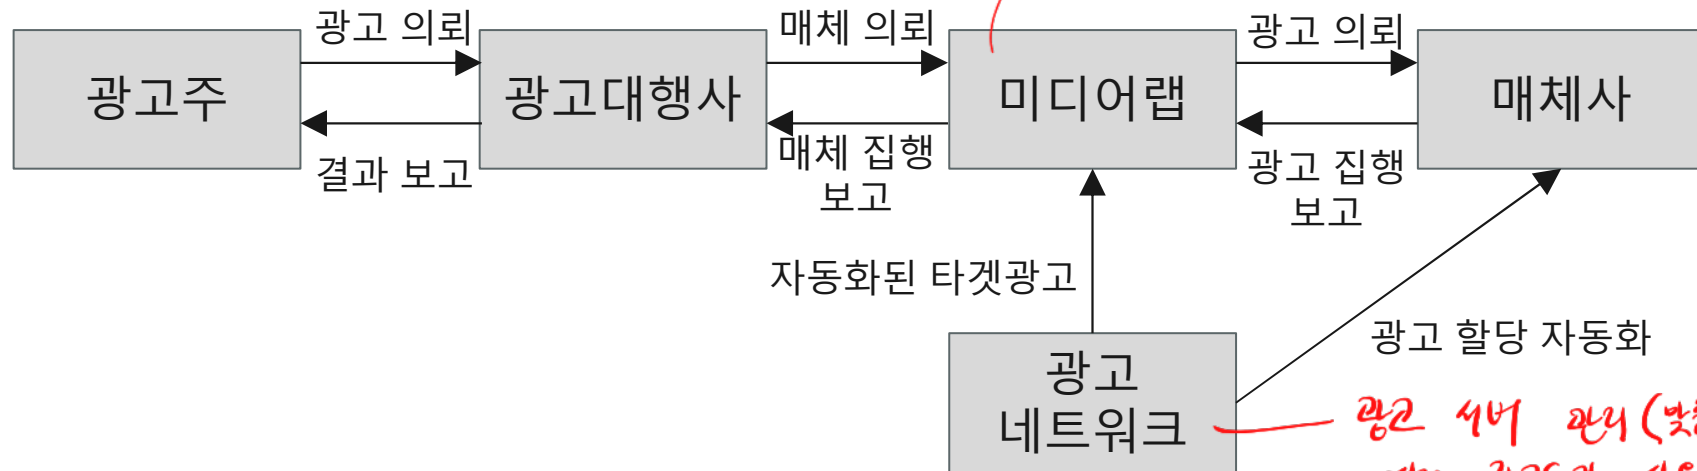 광고 의뢰
매체 의뢰
광고 의뢰
광고주
광고대행사
미디어랩
매체사
결과 보고
매체 집행
보고
광고 집행
보고
자동화된 타겟광고
광고 할당 자동화
광고
네트워크
광고 서버 관리(